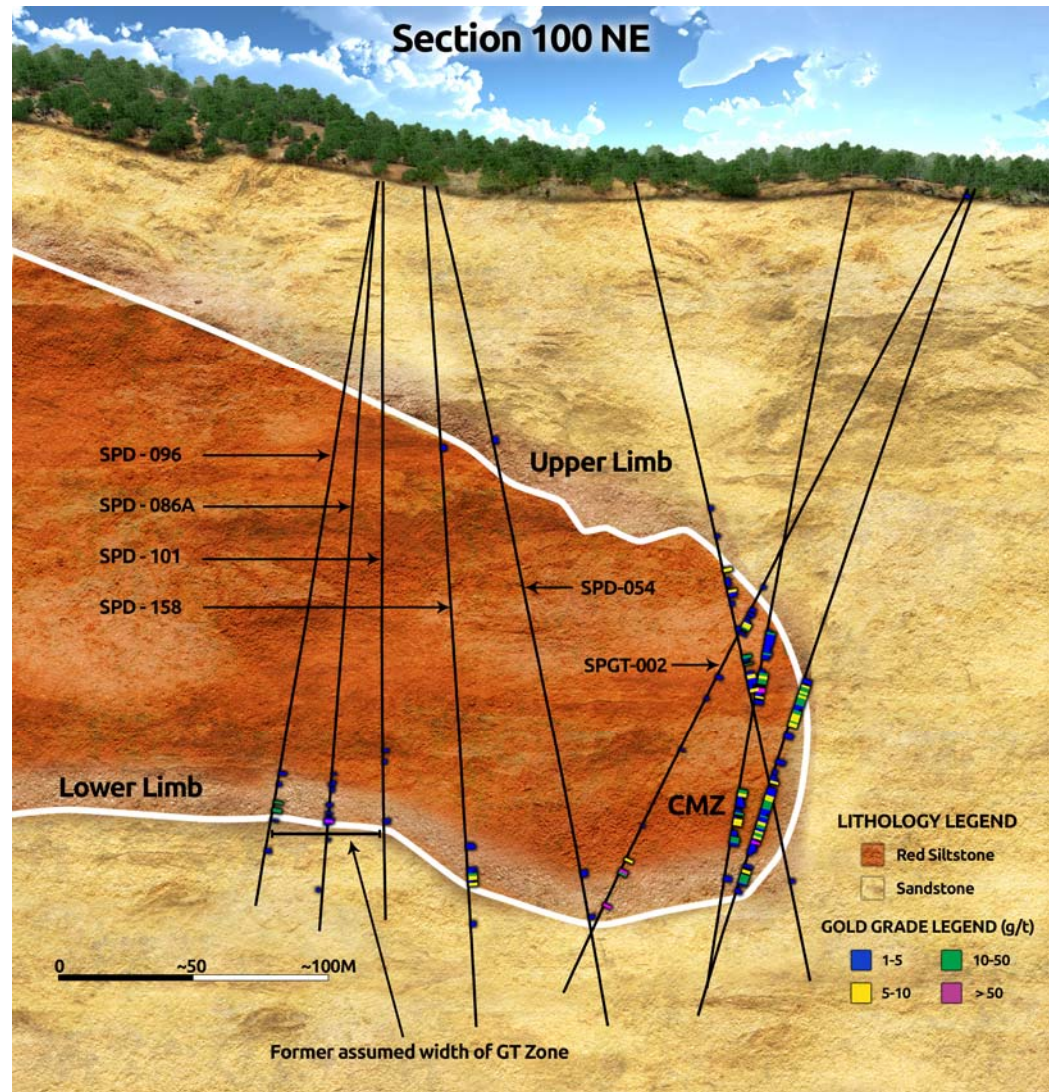 Section 100 NE
SPD - 096
Upper Limb
SPD - 086A
SPD - 101
SPD-054
SPD - 158
SPGT-002
Lower Limb
CMZ
LITHOLOGY LEGEND
Red Siltstone
Sandstone
GOLD GRADE LEGEND (g/t)
1-5 10-50
5-10 >50
0 ~50 ~100M
Former assumed width of GT Zone